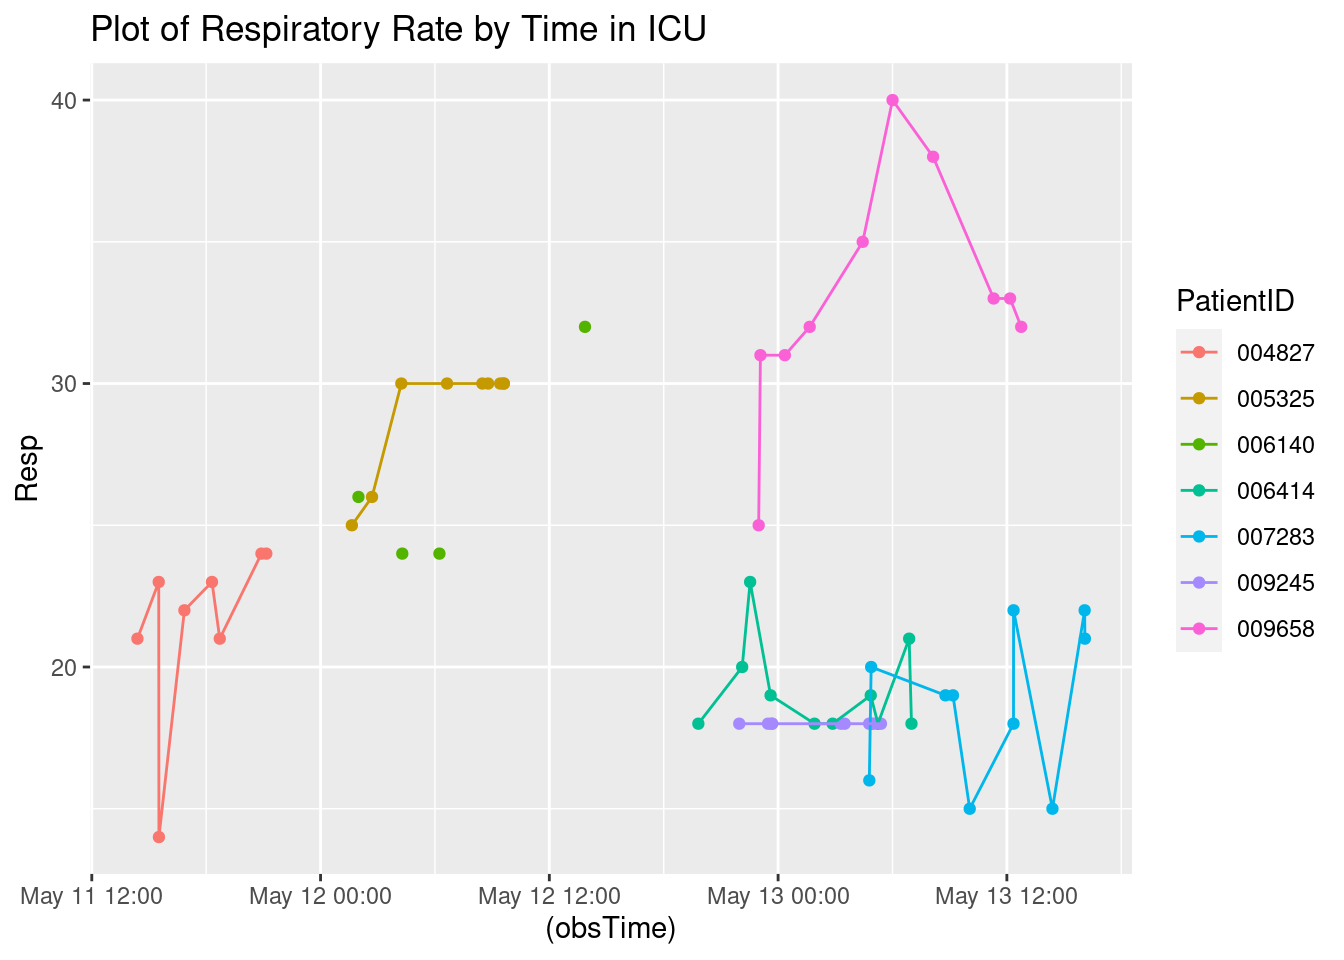 Plot of Respiratory Rate by Time in ICU
40
30
20
Resp
May 11 12:00
May 12 00:00
May 12 12:00
May 13 00:00
May 13 12:00
(obsTime)
PatientID
004827
005325
006140
006414
007283
009245
009658